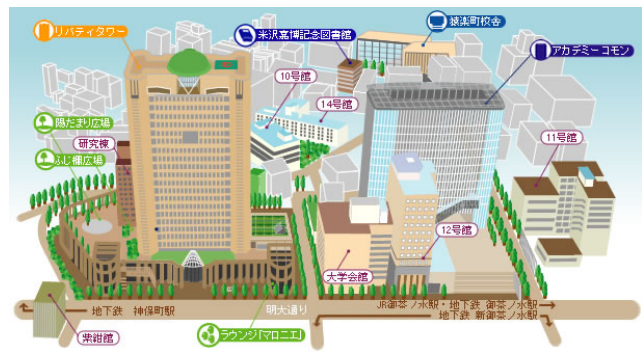 リバティタワー
米沢嘉博記念図書館
猿楽町校舎
アカデミーコモン
10号館
14号館
陽だまり広場
研究棟
ふじ棚広場
11号館
12号館
大学会館
地下鉄 神保町駅
明大通り
JR御茶ノ水駅・地下鉄 御茶ノ水駅
地下鉄 新御茶ノ水駅
紫紺館
ラウンジ「マロニエ」